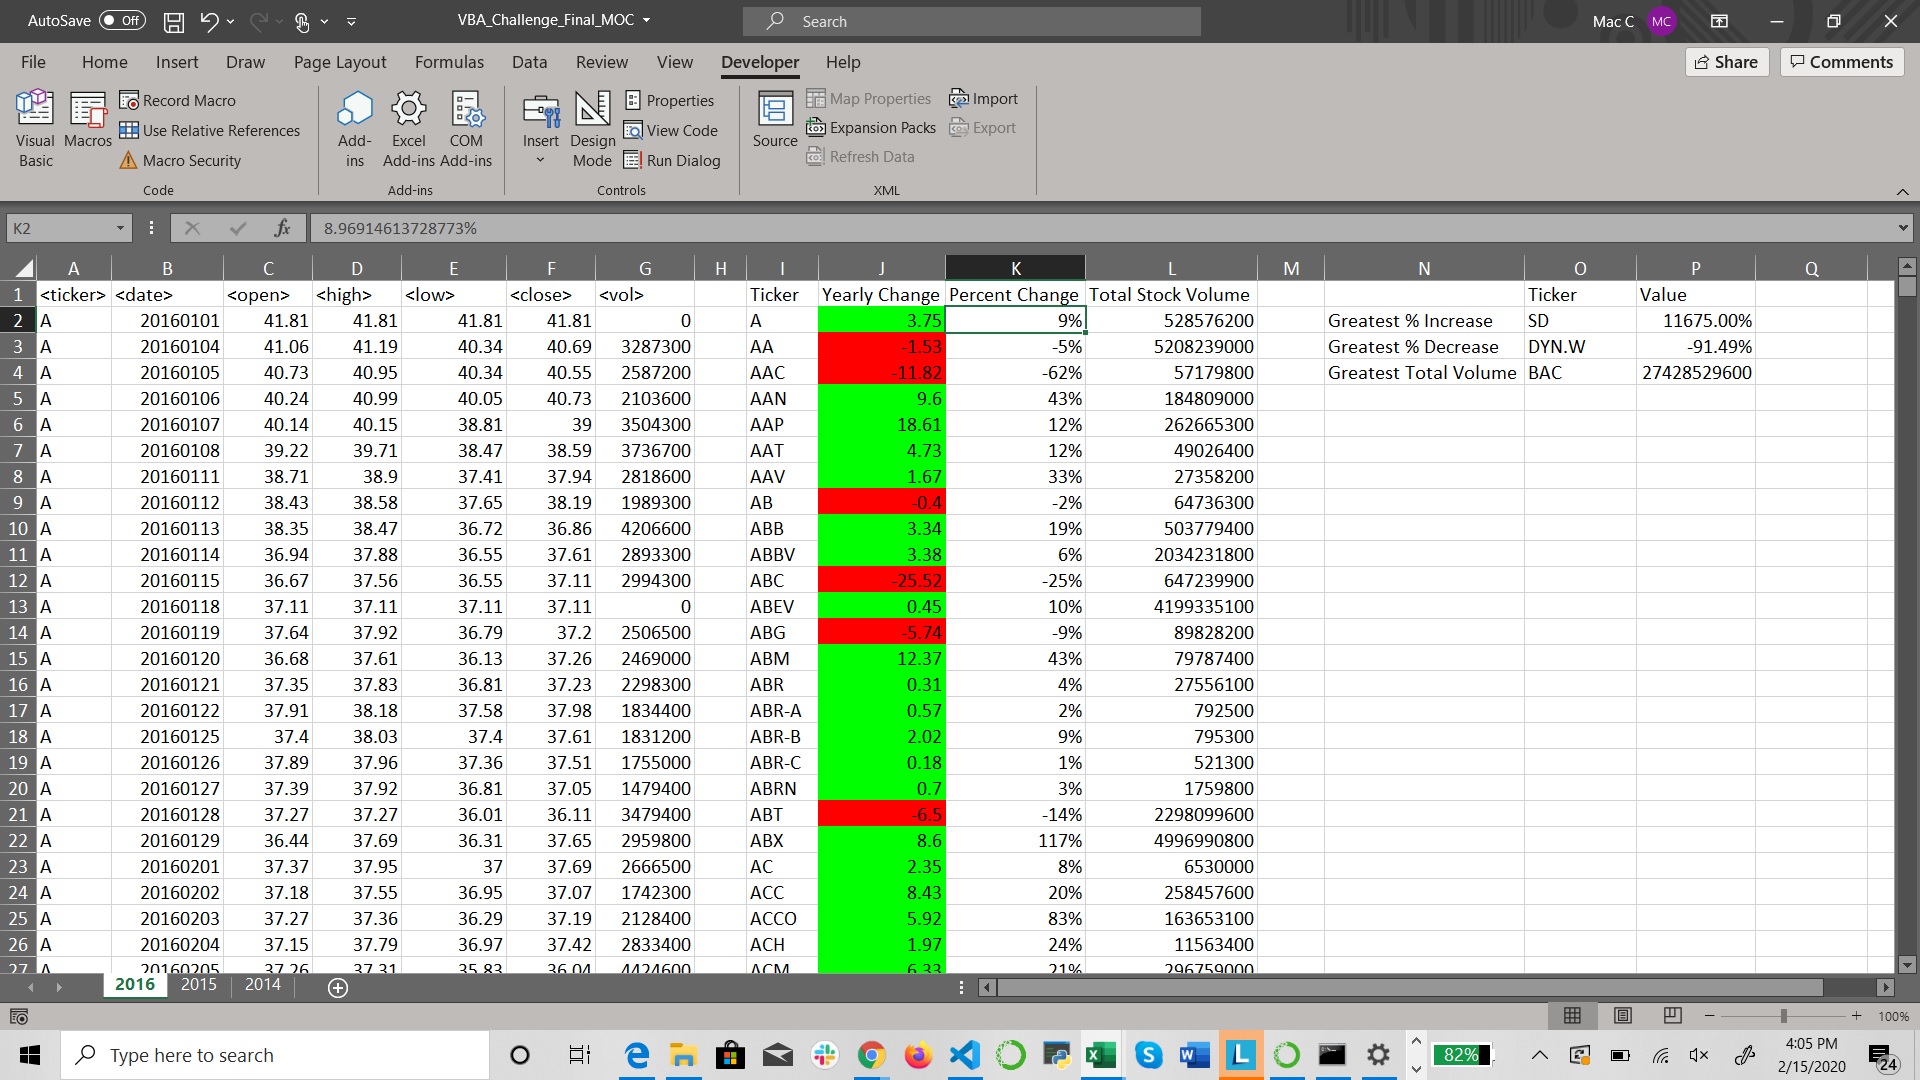 AutoSave Off VBA_Challenge_Final_MOC Search Mac C MC
File Home Insert Draw Page Layout Formulas Data Review View Developer Help Share Comments
Visual Basic Macros Record Macro Use Relative References Macro Security Code
Add-ins Excel Add-ins COM Add-ins Add-ins
Insert Design Mode Properties View Code Run Dialog Controls
Source Map Properties Expansion Packs Refresh Data Import Export XML
K2 fx 8.96914613728773%
A B C D E F G H I J K L M N O P Q
1 <ticker> <date> <open> <high> <low> <close> <vol> Ticker Yearly Change Percent Change Total Stock Volume Ticker Value
2 A 20160101 41.81 41.81 41.81 41.81 0 A 3.75 9% 528576200 Greatest % Increase SD 11675.00%
3 A 20160104 41.06 41.19 40.34 40.69 3287300 AA -1.53 -5% 5208239000 Greatest % Decrease DYN.W -91.49%
4 A 20160105 40.73 40.95 40.34 40.55 2587200 AAC -11.82 -62% 57179800 Greatest Total Volume BAC 27428529600
5 A 20160106 40.24 40.99 40.05 40.73 2103600 AAN 9.6 43% 184809000
6 A 20160107 40.14 40.15 38.81 39 3504300 AAP 18.61 12% 262665300
7 A 20160108 39.22 39.71 38.47 38.59 3736700 AAT 4.73 12% 49026400
8 A 20160111 38.71 38.9 37.41 37.94 2818600 AAV 1.67 33% 27358200
9 A 20160112 38.43 38.58 37.65 38.19 1989300 AB -0.4 -2% 64736300
10 A 20160113 38.35 38.47 36.72 36.86 4206600 ABB 3.34 19% 503779400
11 A 20160114 36.94 37.88 36.55 37.61 2893300 ABBV 3.38 6% 2034231800
12 A 20160115 36.67 37.56 36.55 37.11 2994300 ABC -25.52 -25% 647239900
13 A 20160118 37.11 37.11 37.11 37.11 0 ABEV 0.45 10% 4199335100
14 A 20160119 37.64 37.92 36.79 37.2 2506500 ABG -5.74 -9% 89828200
15 A 20160120 36.68 37.61 36.13 37.26 2469000 ABM 12.37 43% 79787400
16 A 20160121 37.35 37.83 36.81 37.23 2298300 ABR 0.31 4% 27556100
17 A 20160122 37.91 38.18 37.58 37.98 1834400 ABR-A 0.57 2% 792500
18 A 20160125 37.4 38.03 37.4 37.61 1831200 ABR-B 2.02 9% 795300
19 A 20160126 37.89 37.96 37.36 37.51 1755000 ABR-C 0.18 1% 521300
20 A 20160127 37.39 37.92 36.81 37.05 1479400 ABRN 0.7 3% 1759800
21 A 20160128 37.27 37.27 36.01 36.11 3479400 ABT -6.5 -14% 2298099600
22 A 20160129 36.44 37.69 36.31 37.65 2959800 ABX 8.6 117% 4996990800
23 A 20160201 37.37 37.95 37 37.69 2666500 AC 2.35 8% 6530000
24 A 20160202 37.18 37.55 36.95 37.07 1742300 ACC 8.43 20% 258457600
25 A 20160203 37.27 37.36 36.29 37.19 2128400 ACCO 5.92 83% 163653100
26 A 20160204 37.15 37.79 36.97 37.42 2833400 ACH 1.97 24% 11563400
27 A 20160205 37.26 37.31 35.83 36.04 4424600 ACM 6.33 21% 296759000
2016 2015 2014
100%
Type here to search 82% 4:05 PM
2/15/2020 24